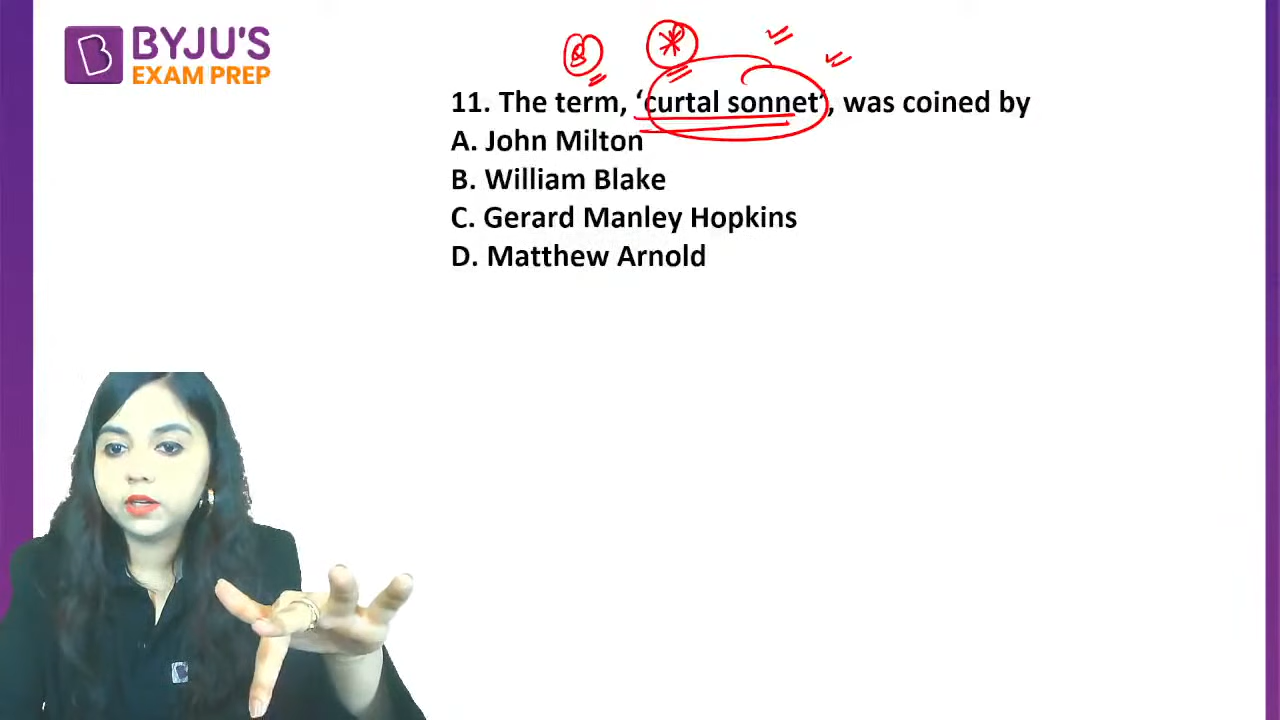 BYJU'S
EXAM PREP
11. The term, ‘curtal sonnet’, was coined by
A. John Milton
B. William Blake
C. Gerard Manley Hopkins
D. Matthew Arnold